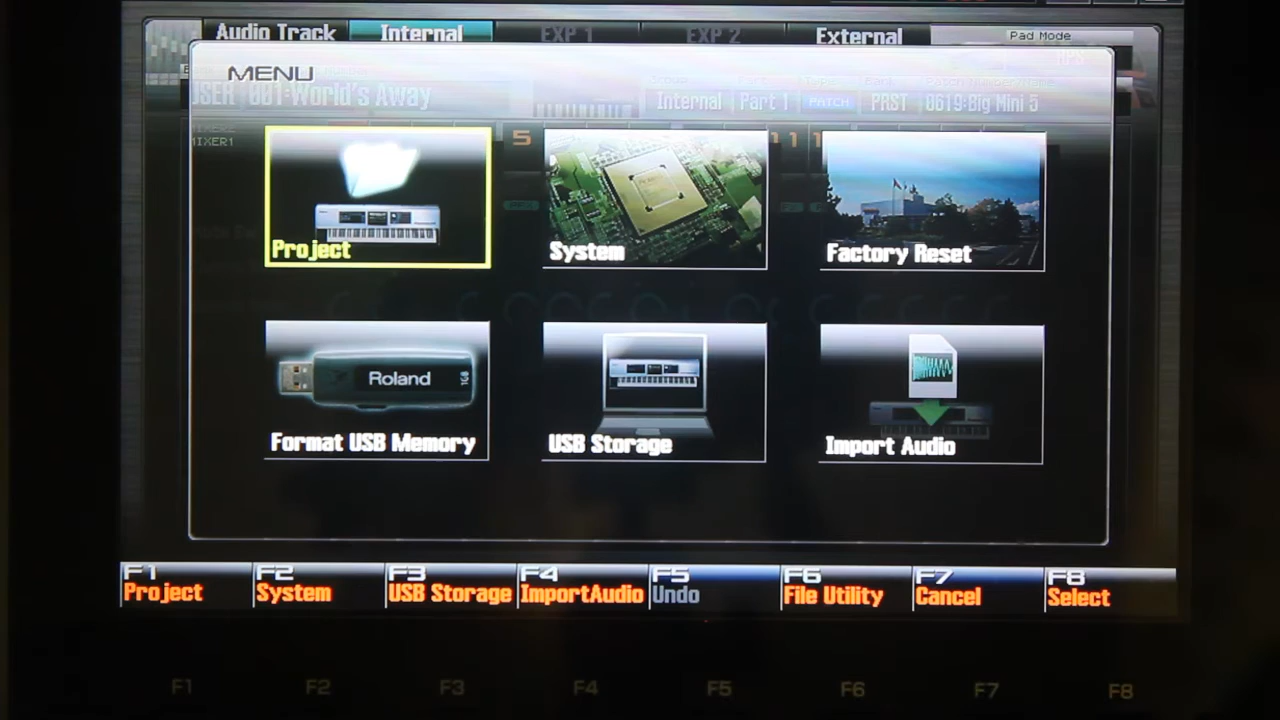 Audio Track Internal EXP 1 EXP 2 External Pad Mode
RPS
MENU
USER 001:World's Away
Internal Part 1 PATCH PRST 0619:Big Mini 5
MIXER1
5
Project
System
Factory Reset
Roland 1GB
Format USB Memory
USB Storage
Import Audio
F1 F2 F3 F4 F5 F6 F7 F8
Project System USB Storage ImportAudio Undo File Utility Cancel Select
F1 F2 F3 F4 F5 F6 F7 F8